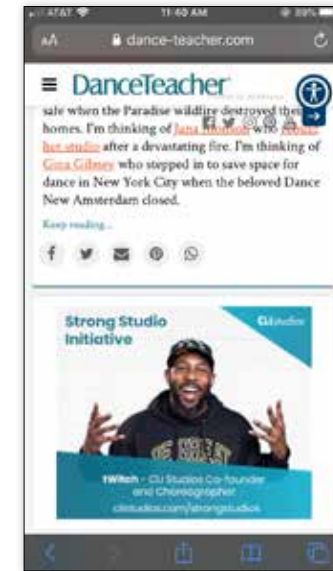 AT&T 11:40 AM
AA dance-teacher.com
DanceTeacher
safe when the Paradise wildfire destroyed their
homes. I'm thinking of Jana Monson who rebuilt
her studio after a devastating fire. I'm thinking of
Gina Gibney who stepped in to save space for
dance in New York City when the beloved Dance
New Amsterdam closed.
Keep reading...
Strong Studio
Initiative
CLI studios
tWitch - CLI Studios Co-founder
and Choreographer
clistudios.com/strongstudios